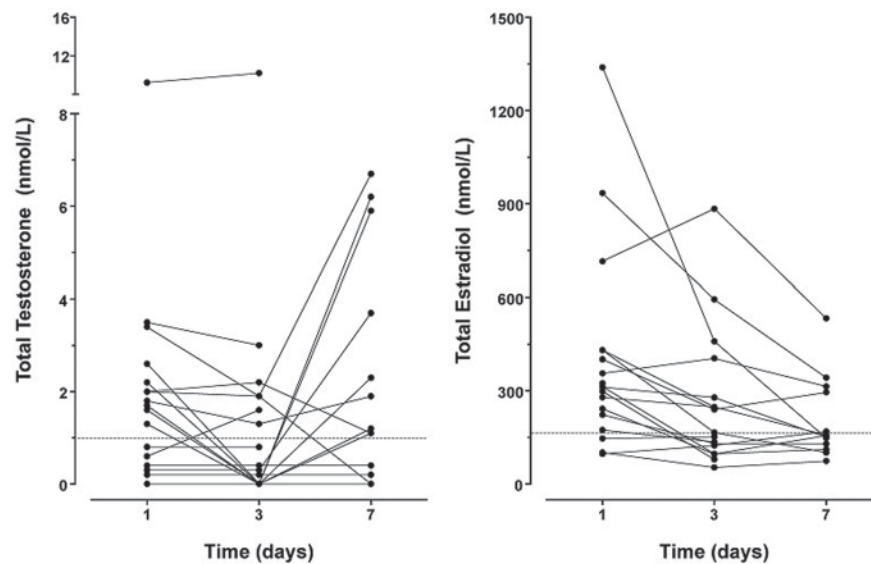 16
12
8
6
4
2
0
Total Testosterone (nmol/L)
1 3 7
Time (days)
1500
1200
900
600
300
0
Total Estradiol (nmol/L)
1 3 7
Time (days)